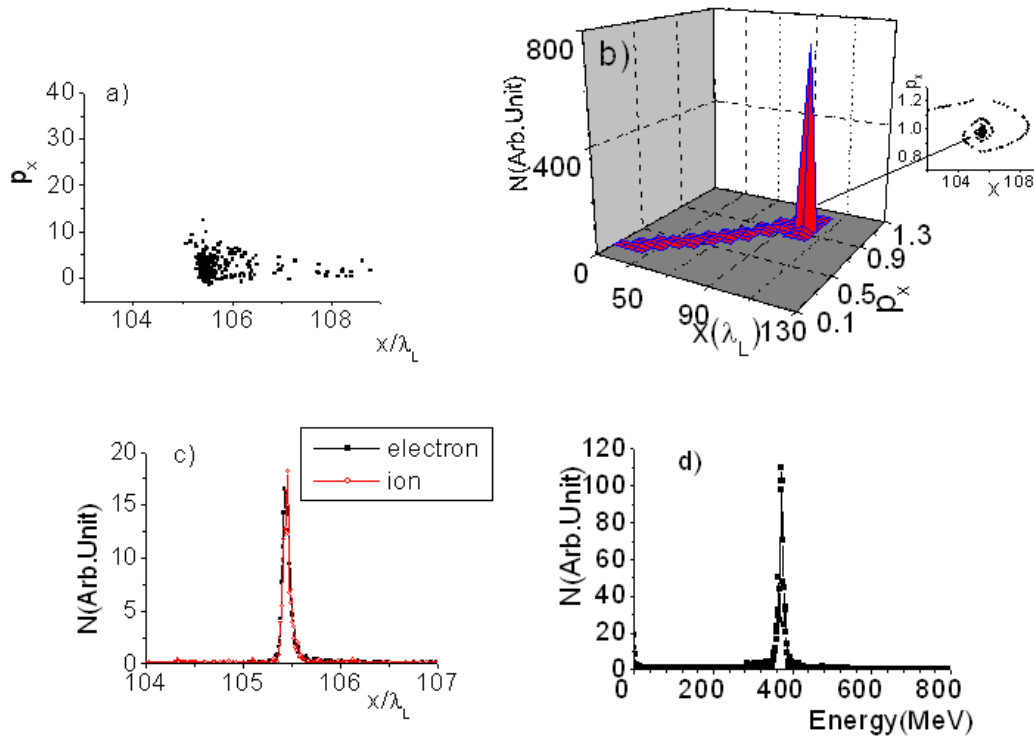 a)
p_x
40
30
20
10
0
104
106
108
x/λ_L
b)
N(Arb.Unit)
800
400
0
50
90
130
X(λ_L)
0.1
0.5
0.9
1.3
p_x
p_x
1.2
1.0
0.8
104
108
X
c)
electron
ion
N(Arb.Unit)
20
15
10
5
0
104
105
106
107
x/λ_L
d)
N(Arb.Unit)
120
100
80
60
40
20
0
0
200
400
600
800
Energy(MeV)